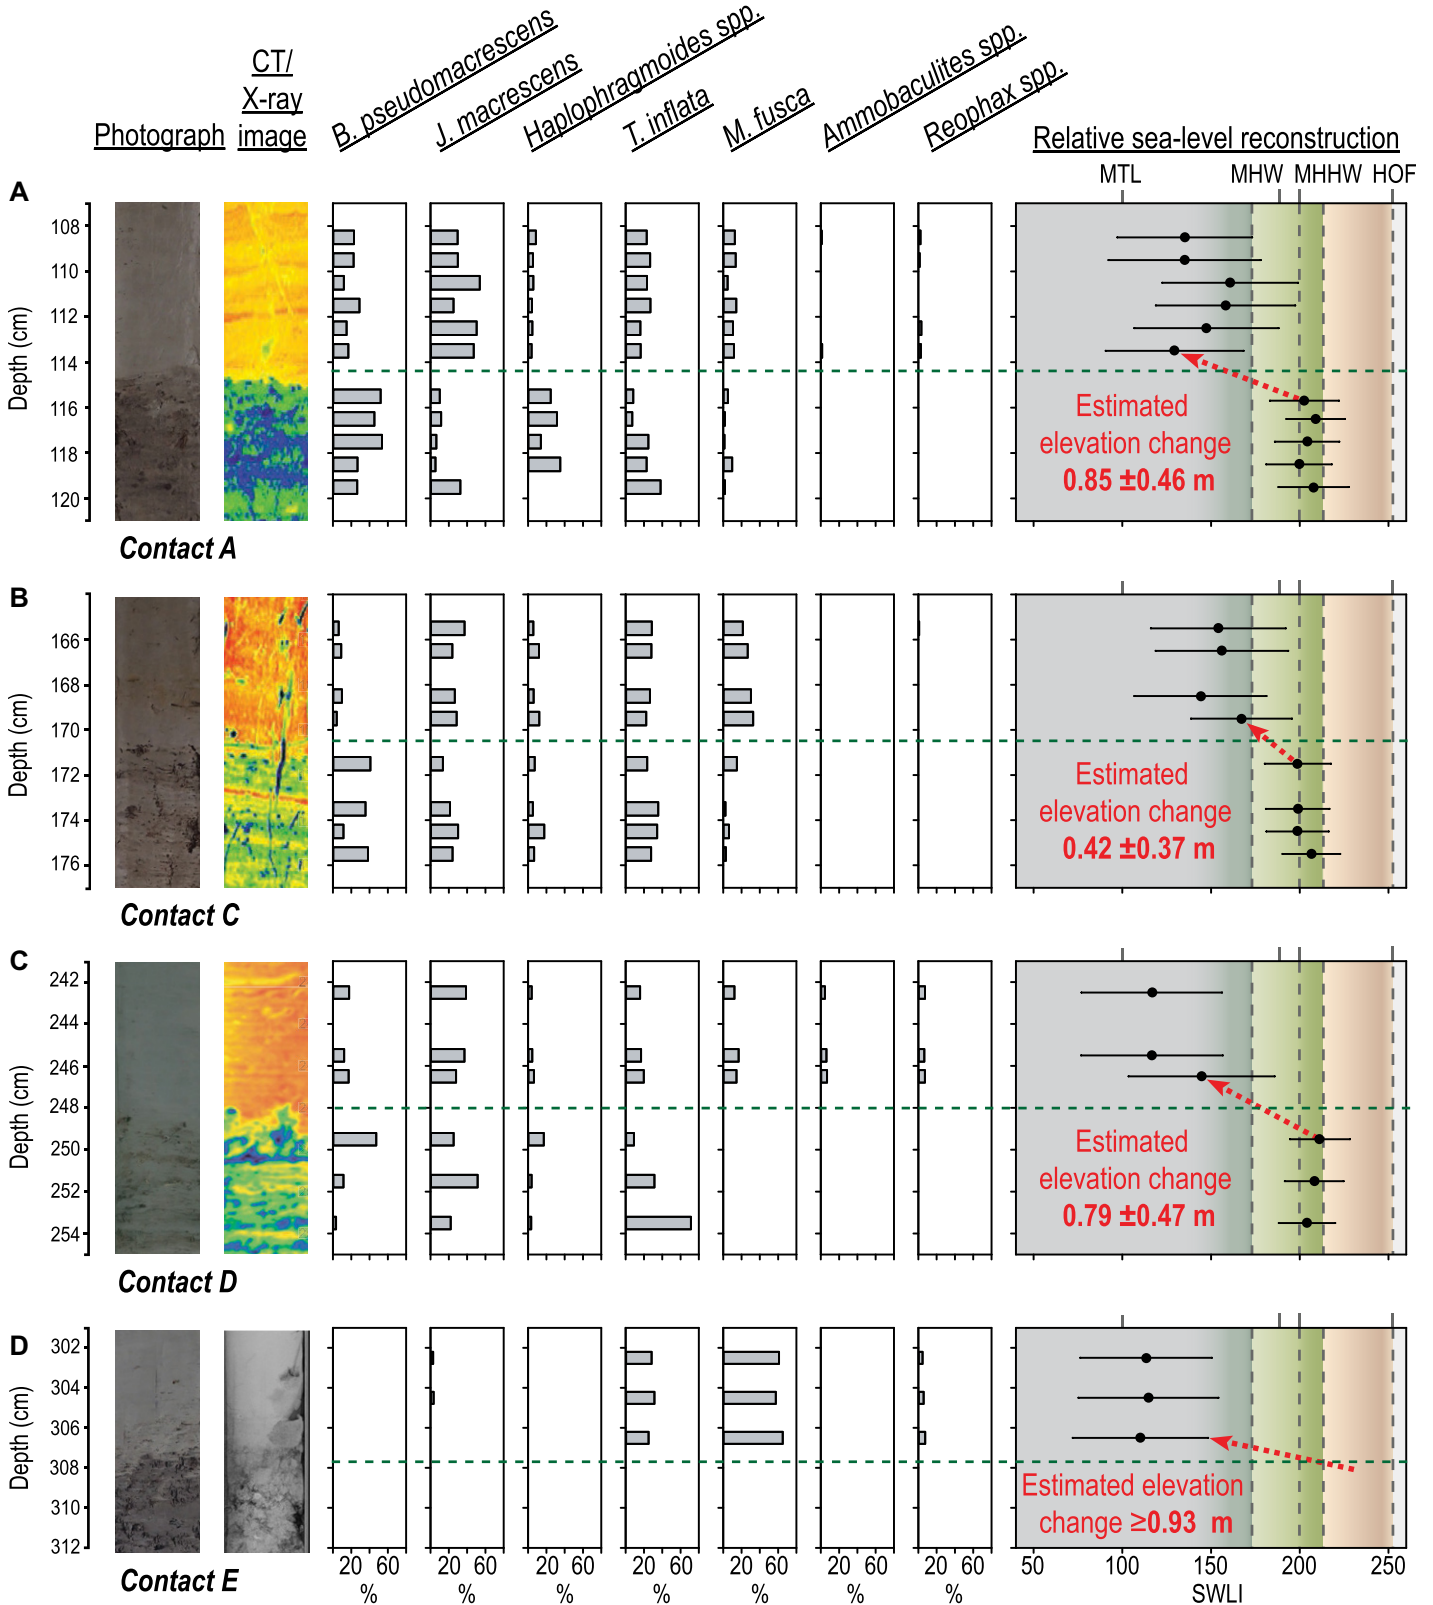 Photograph
CT/
X-ray
image
B. pseudomacrescens
J. macrescens
Haplophragmoides spp.
T. inflata
M. fusca
Ammobaculites spp.
Reophax spp.
Relative sea-level reconstruction
MTL MHW MHHW HOF
A
Depth (cm)
108
110
112
114
116
118
120
Estimated
elevation change
0.85 ±0.46 m
Contact A
B
Depth (cm)
166
168
170
172
174
176
Estimated
elevation change
0.42 ±0.37 m
Contact C
C
Depth (cm)
242
244
246
248
250
252
254
Estimated
elevation change
0.79 ±0.47 m
Contact D
D
Depth (cm)
302
304
306
308
310
312
Estimated elevation
change ≥0.93 m
Contact E
20 60 20 60 20 60 20 60 20 60 20 60 20 60 50 100 150 200 250
% % % % % % % SWLI